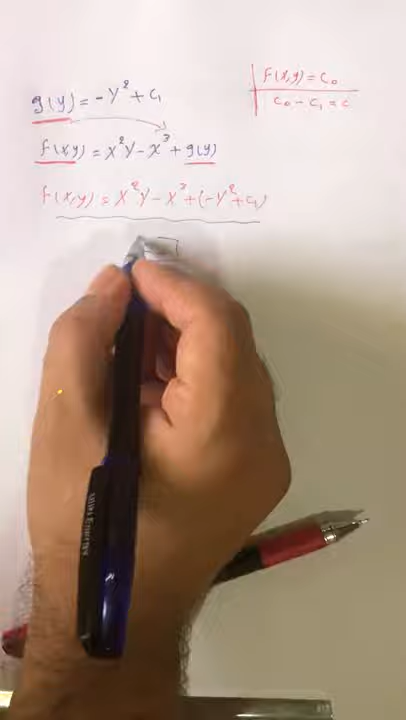 g(y) = -y² + c₁
f(x,y) = c₀
c₀ - c₁ = c
f(x,y) = x²y - x³ + g(y)
f(x,y) = x²y - x³ + (-y² + c₁)